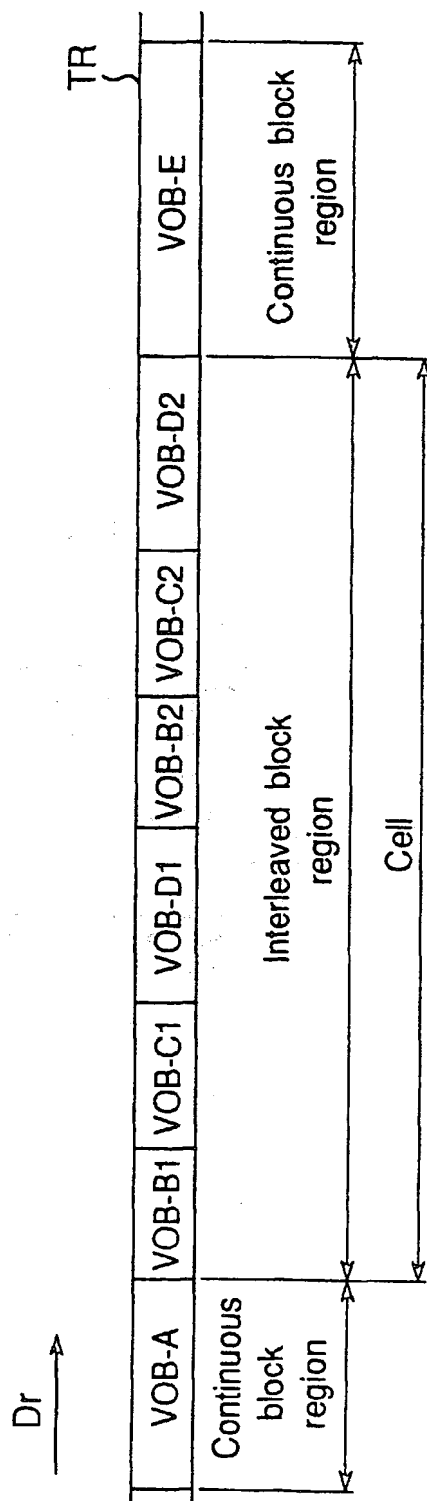 Dr
TR
VOB-A
VOB-B1
VOB-C1
VOB-D1
VOB-B2
VOB-C2
VOB-D2
VOB-E
Continuous
block
region
Interleaved block
region
Continuous block
region
Cell